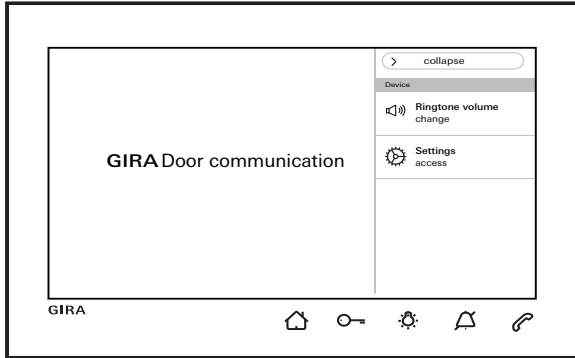 collapse
Device
Ringtone volume
change
Settings
access
GIRA Door communication
GIRA